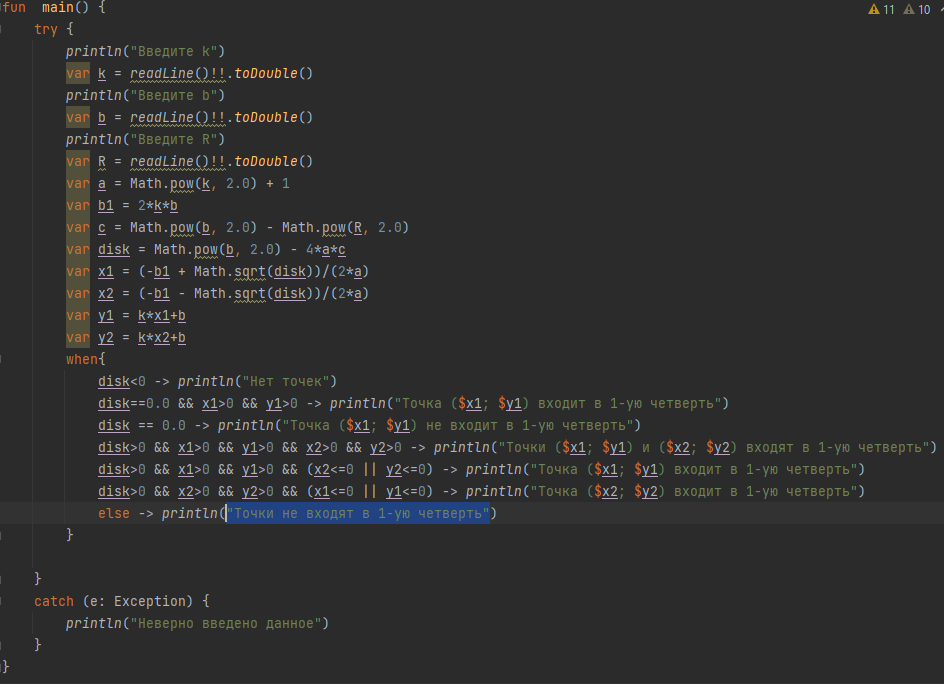 fun main() {
11 10
try {
println("Введите k")
var k = readLine()!!.toDouble()
println("Введите b")
var b = readLine()!!.toDouble()
println("Введите R")
var R = readLine()!!.toDouble()
var a = Math.pow(k, 2.0) + 1
var b1 = 2*k*b
var c = Math.pow(b, 2.0) - Math.pow(R, 2.0)
var disk = Math.pow(b, 2.0) - 4*a*c
var x1 = (-b1 + Math.sqrt(disk))/(2*a)
var x2 = (-b1 - Math.sqrt(disk))/(2*a)
var y1 = k*x1+b
var y2 = k*x2+b
when{
disk<0 -> println("Нет точек")
disk==0.0 && x1>0 && y1>0 -> println("Точка ($x1; $y1) входит в 1-ую четверть")
disk == 0.0 -> println("Точка ($x1; $y1) не входит в 1-ую четверть")
disk>0 && x1>0 && y1>0 && x2>0 && y2>0 -> println("Точки ($x1; $y1) и ($x2; $y2) входят в 1-ую четверть")
disk>0 && x1>0 && y1>0 && (x2<=0 || y2<=0) -> println("Точка ($x1; $y1) входит в 1-ую четверть")
disk>0 && x2>0 && y2>0 && (x1<=0 || y1<=0) -> println("Точка ($x2; $y2) входит в 1-ую четверть")
else -> println("Точки не входят в 1-ую четверть")
}
}
catch (e: Exception) {
println("Неверно введено данное")
}
}